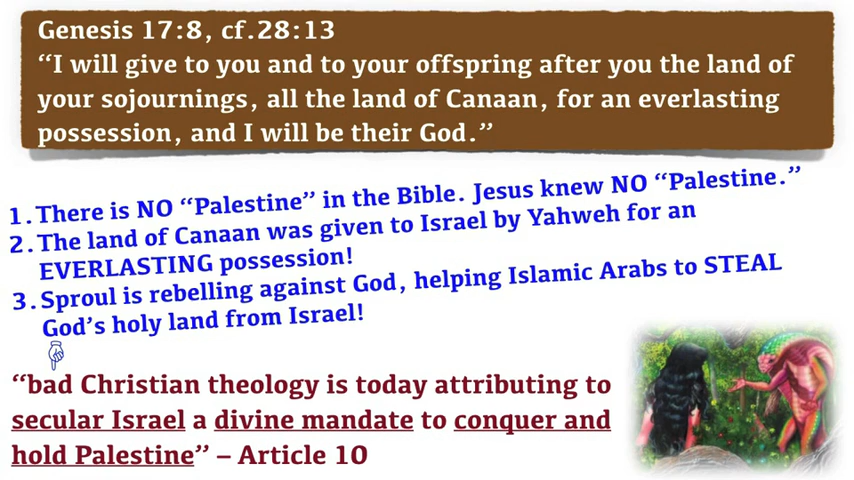 Genesis 17:8, cf.28:13
“I will give to you and to your offspring after you the land of
your sojournings, all the land of Canaan, for an everlasting
possession, and I will be their God.”
1. There is NO “Palestine” in the Bible. Jesus knew NO “Palestine.”
2. The land of Canaan was given to Israel by Yahweh for an
EVERLASTING possession!
3. Sproul is rebelling against God, helping Islamic Arabs to STEAL
God’s holy land from Israel!
“bad Christian theology is today attributing to
secular Israel a divine mandate to conquer and
hold Palestine” – Article 10